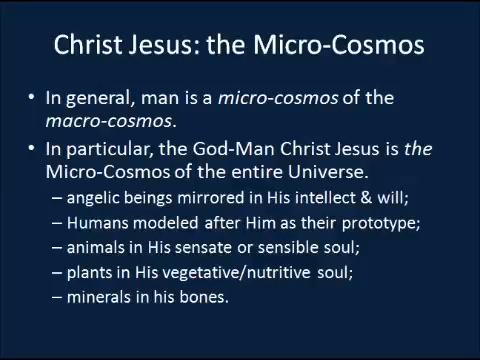 Christ Jesus: the Micro-Cosmos
• In general, man is a micro-cosmos of the
macro-cosmos.
• In particular, the God-Man Christ Jesus is the
Micro-Cosmos of the entire Universe.
– angelic beings mirrored in His intellect & will;
– Humans modeled after Him as their prototype;
– animals in His sensate or sensible soul;
– plants in His vegetative/nutritive soul;
– minerals in his bones.